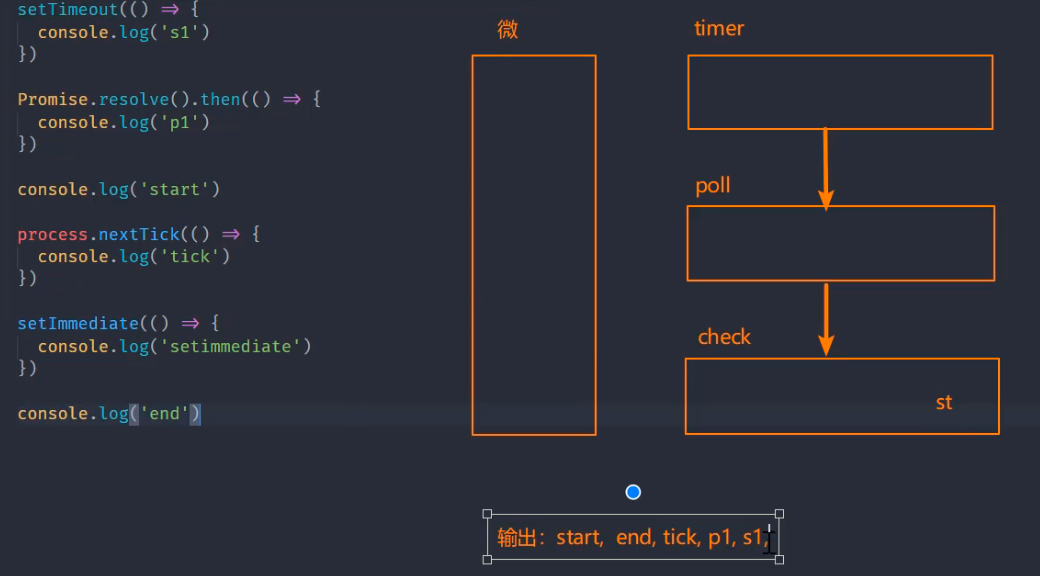 setTimeout(() => {
  console.log('s1')
})
Promise.resolve().then(() => {
  console.log('p1')
})
console.log('start')
process.nextTick(() => {
  console.log('tick')
})
setImmediate(() => {
  console.log('setimmediate')
})
console.log('end')
微
timer
poll
check
st
输出：start, end, tick, p1, s1,